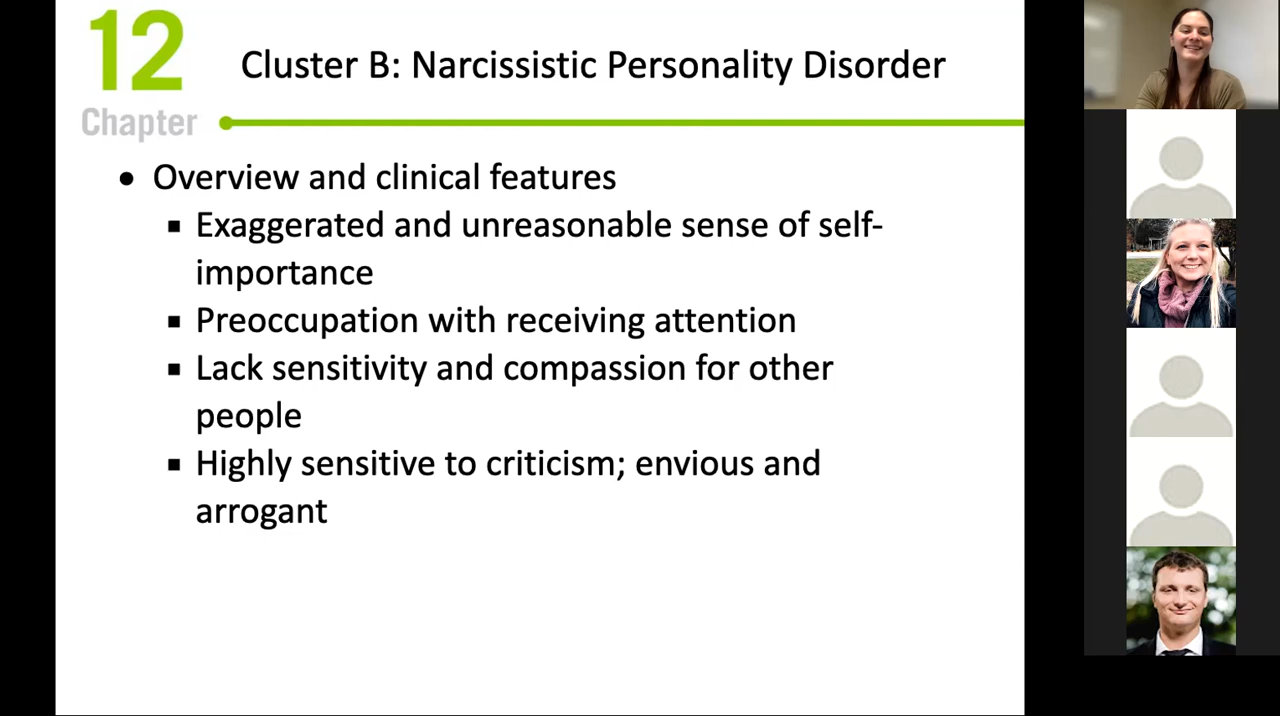 12
Chapter
Cluster B: Narcissistic Personality Disorder
• Overview and clinical features
▪ Exaggerated and unreasonable sense of self-
importance
▪ Preoccupation with receiving attention
▪ Lack sensitivity and compassion for other
people
▪ Highly sensitive to criticism; envious and
arrogant